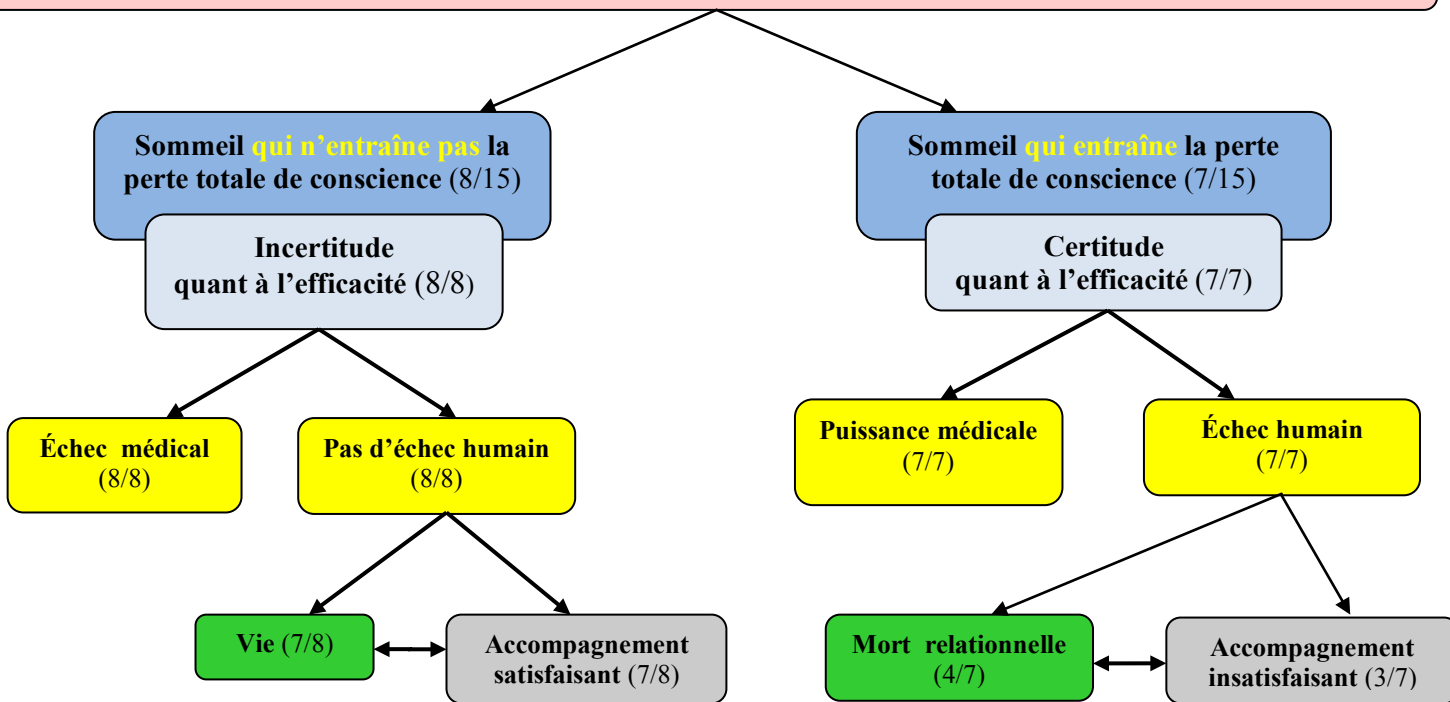 Sommeil qui n'entraîne pas la
perte totale de conscience (8/15)
Incertitude
quant à l'efficacité (8/8)
Échec médical
(8/8)
Pas d'échec humain
(8/8)
Vie (7/8)
Accompagnement
satisfaisant (7/8)
Sommeil qui entraîne la perte
totale de conscience (7/15)
Certitude
quant à l'efficacité (7/7)
Puissance médicale
(7/7)
Échec humain
(7/7)
Mort relationnelle
(4/7)
Accompagnement
insatisfaisant (3/7)